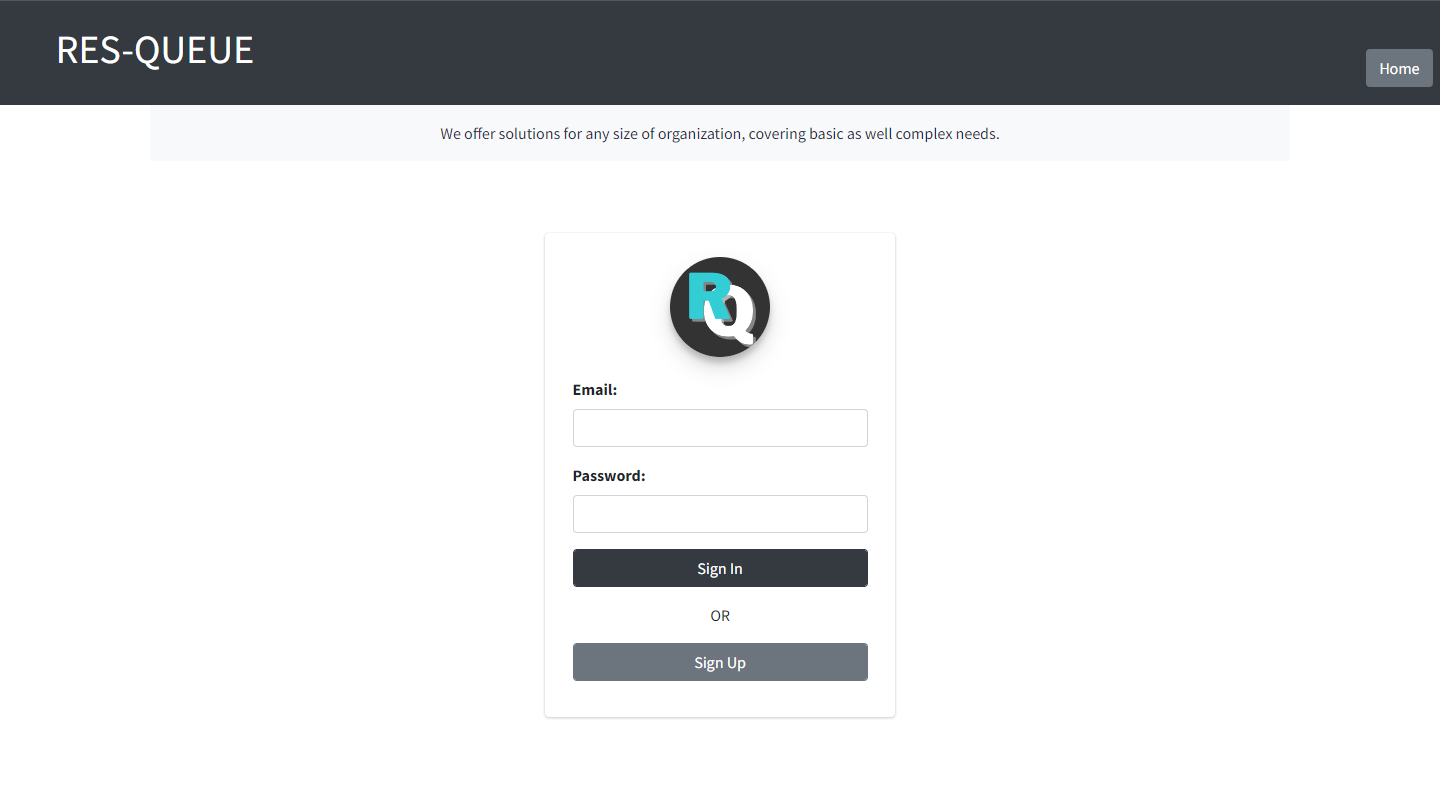 RES-QUEUE
Home
We offer solutions for any size of organization, covering basic as well complex needs.
RQ
Email:
Password:
Sign In
OR
Sign Up